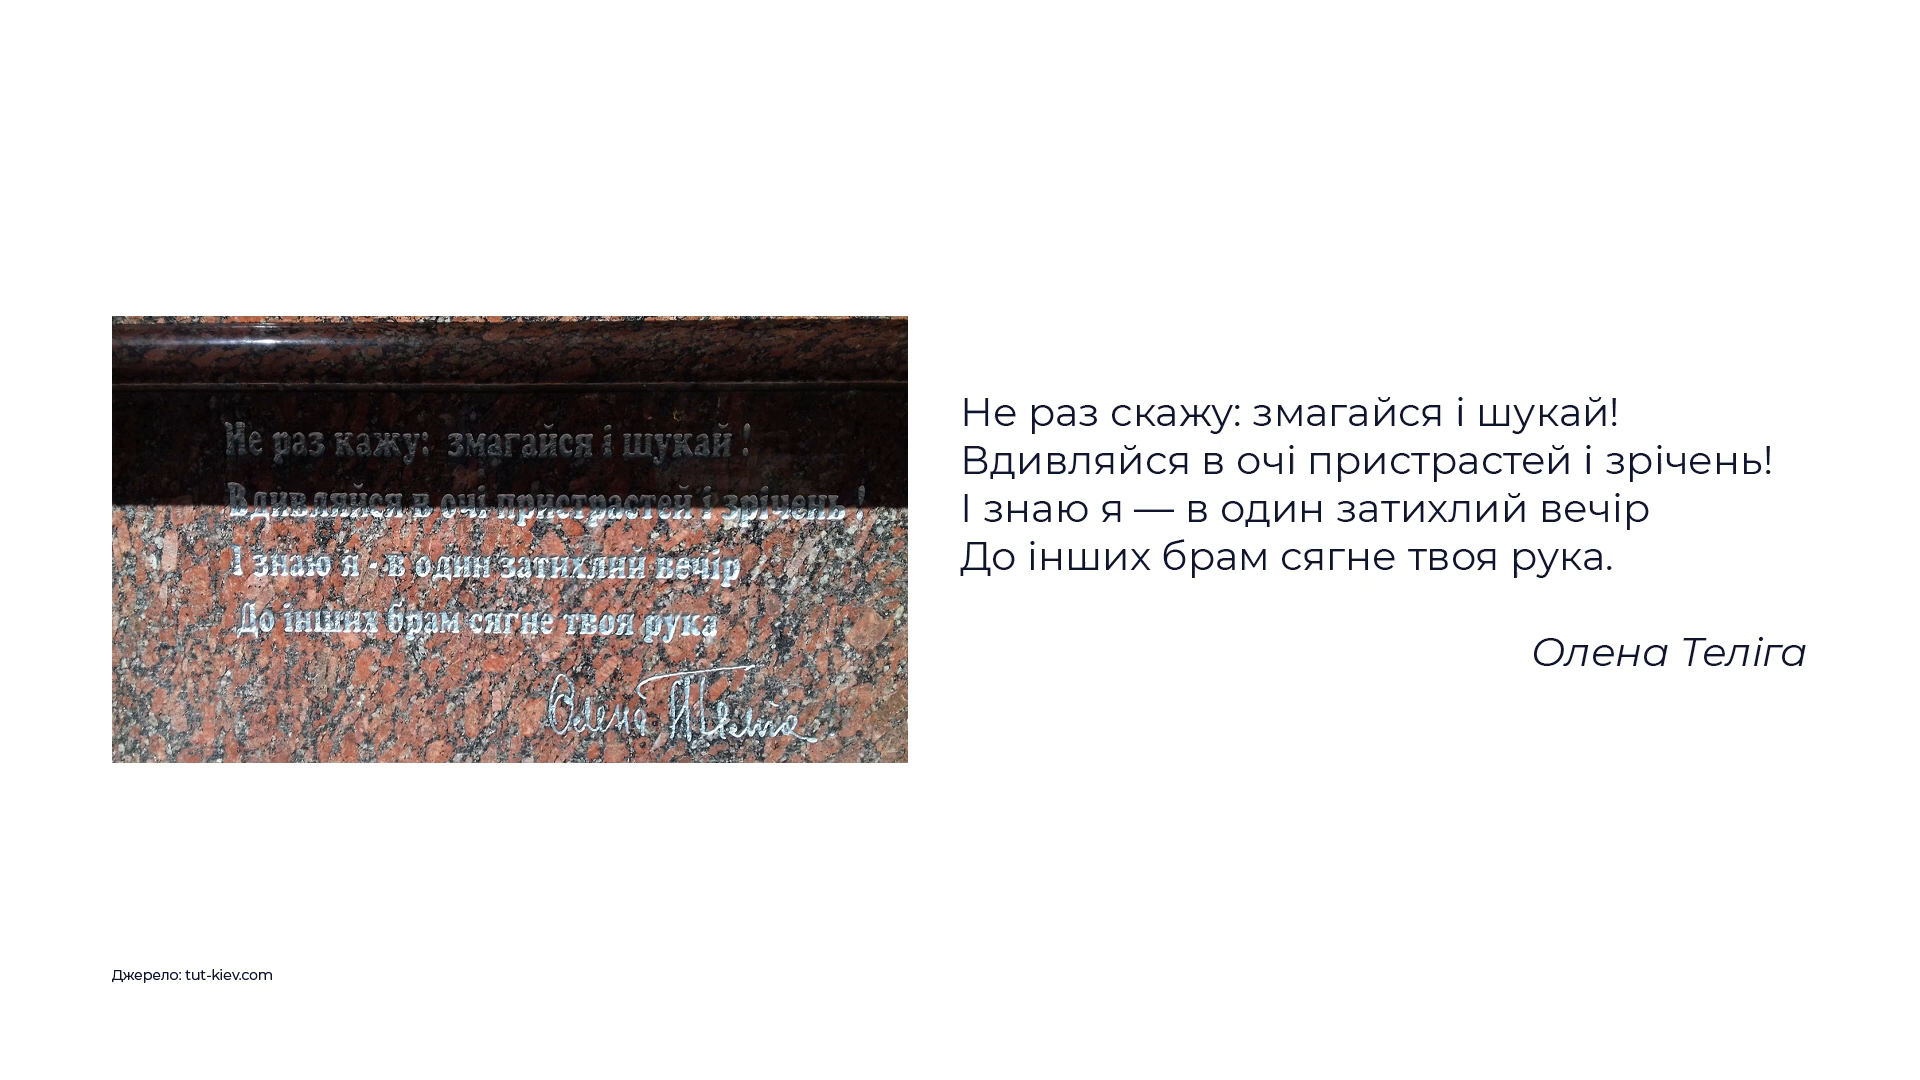 Не раз кажу: змагайся і шукай !
Вдивляйся в очі пристрастей і зрічень !
І знаю я - в один затихлий вечір
До інших брам сягне твоя рука
Олена Теліга
Не раз скажу: змагайся і шукай!
Вдивляйся в очі пристрастей і зрічень!
І знаю я — в один затихлий вечір
До інших брам сягне твоя рука.
Олена Теліга
Джерело: tut-kiev.com